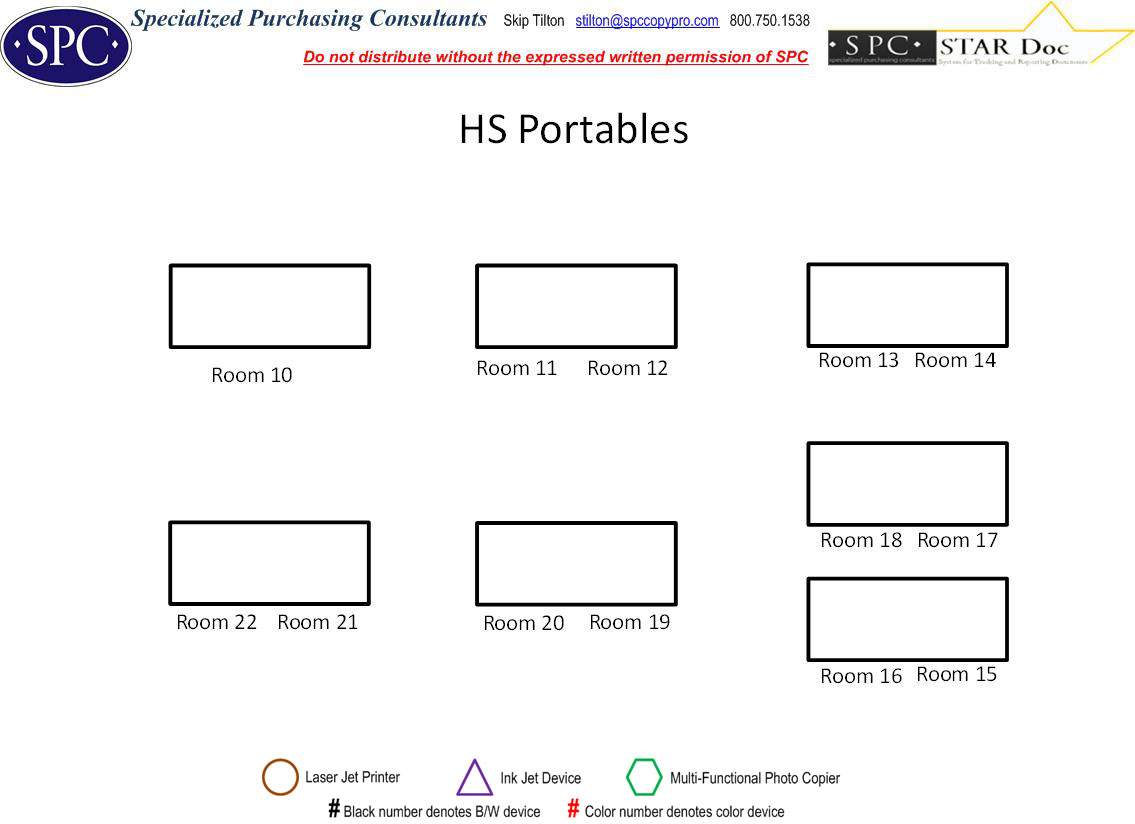 SPC
Specialized Purchasing Consultants Skip Tilton stilton@spccopypro.com 800.750.1538
Do not distribute without the expressed written permission of SPC
SPC STAR Doc
specialized purchasing consultants System for Tracking and Reporting Documents
HS Portables
Room 10
Room 11 Room 12
Room 13 Room 14
Room 18 Room 17
Room 22 Room 21
Room 20 Room 19
Room 16 Room 15
Laser Jet Printer Ink Jet Device Multi-Functional Photo Copier
# Black number denotes B/W device # Color number denotes color device